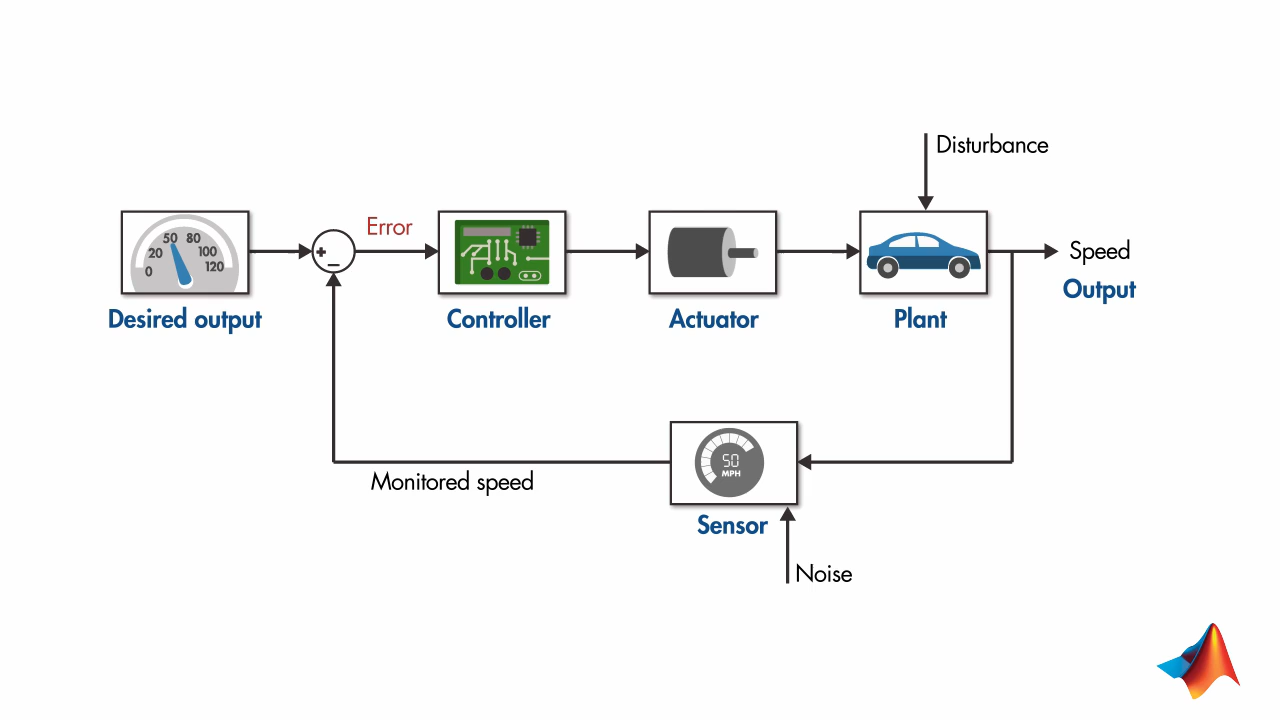 Disturbance
50 80
20 100
0 120
+
−
Error
Speed
Output
Desired output
Controller
Actuator
Plant
50
MPH
Monitored speed
Sensor
Noise